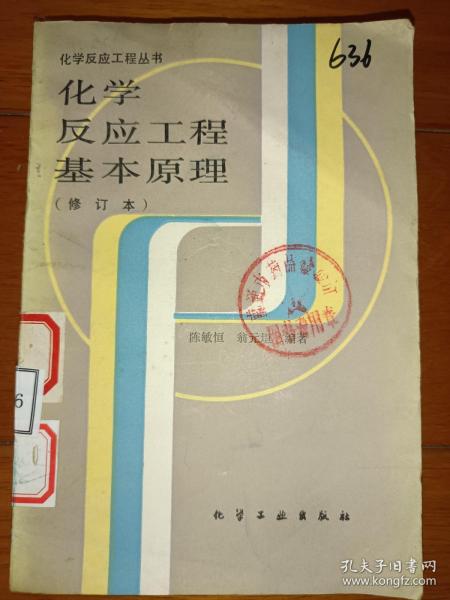 化学反应工程丛书
636
化学
反应工程
基本原理
(修订本)
陈敏恒 翁元垣 编著
6
化学工业出版社
孔夫子旧书网
www.kongfz.com